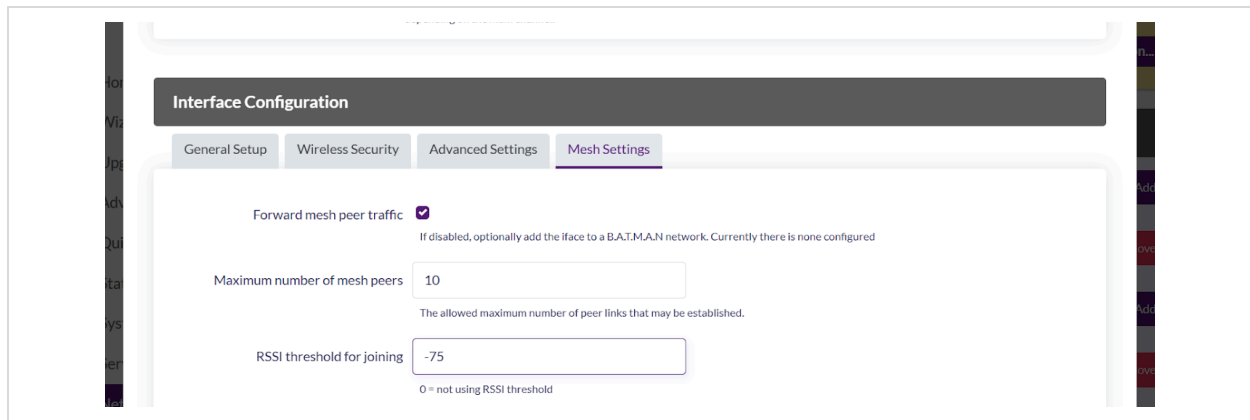 Interface Configuration
General Setup Wireless Security Advanced Settings Mesh Settings
Forward mesh peer traffic
If disabled, optionally add the iface to a B.A.T.M.A.N network. Currently there is none configured
Maximum number of mesh peers 10
The allowed maximum number of peer links that may be established.
RSSI threshold for joining -75
0 = not using RSSI threshold